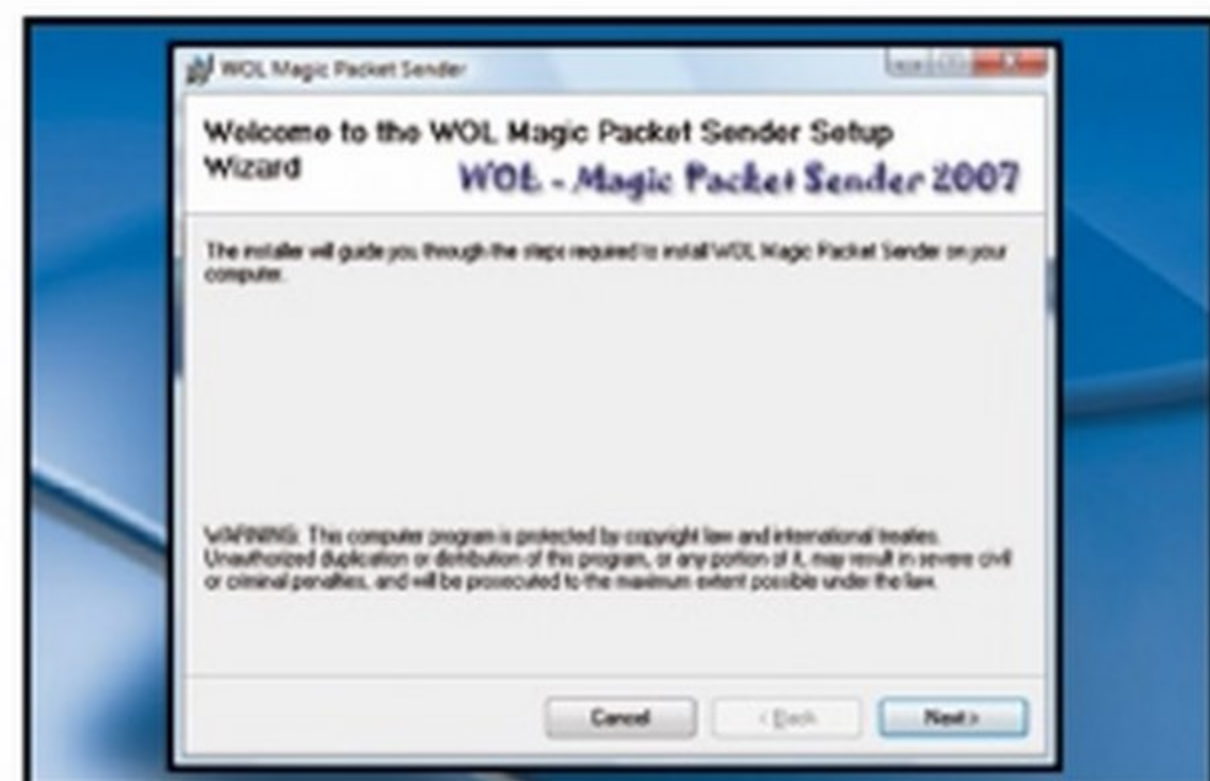 WOL Magic Packet Sender
Welcome to the WOL Magic Packet Sender Setup
Wizard
WOL - Magic Packet Sender 2007
The installer will guide you through the steps required to install WOL Magic Packet Sender on your
computer.
WARNING: This computer program is protected by copyright law and international treaties.
Unauthorized duplication or distribution of this program, or any portion of it, may result in severe civil
or criminal penalties, and will be prosecuted to the maximum extent possible under the law.
Cancel
< Back
Next >